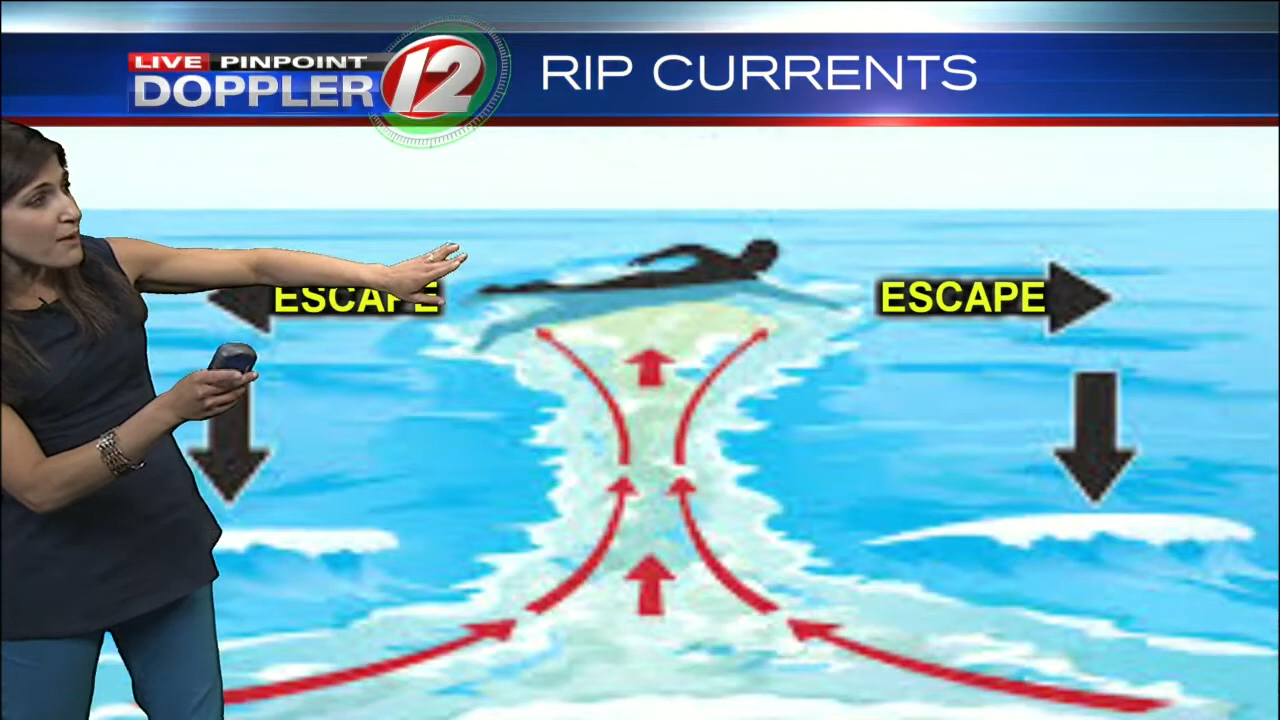 LIVE PINPOINT
DOPPLER 12
RIP CURRENTS
ESCAPE
ESCAPE